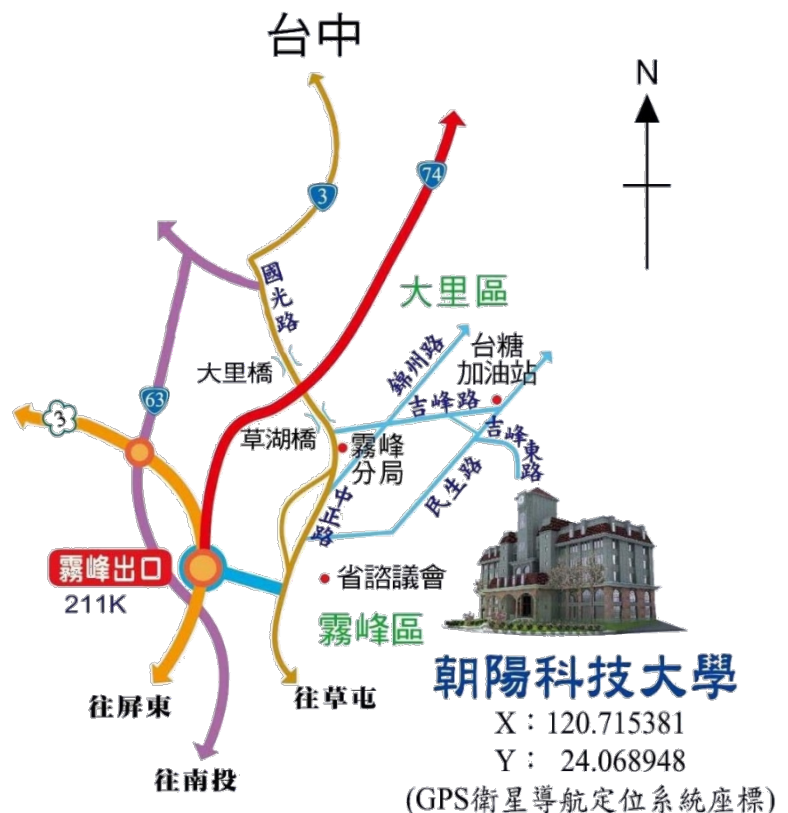 台中
N
74
3
國光路
大里區
大里橋
錦州路
台糖
加油站
63
吉峰路
3
草湖橋
霧峰
分局
吉峰東路
民生路
中正路
霧峰出口
211K
省諮議會
霧峰區
朝陽科技大學
往屏東
往草屯
X：120.715381
Y： 24.068948
往南投
(GPS衛星導航定位系統座標)